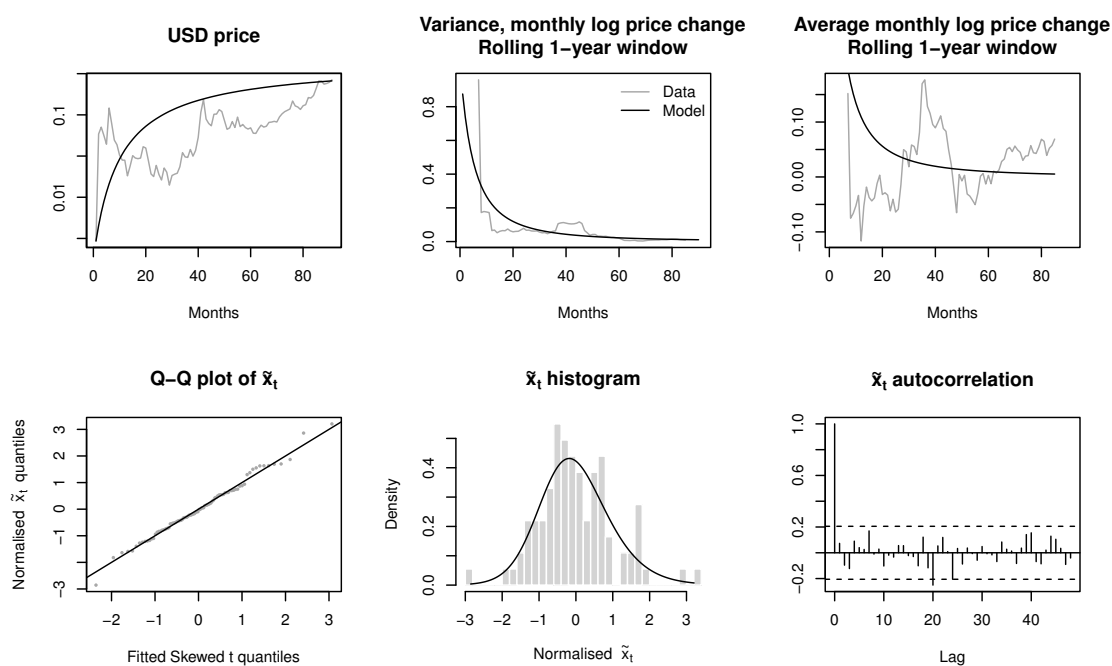 USD price
0.01
0.1
0 20 40 60 80
Months
Variance, monthly log price change
Rolling 1−year window
0.0
0.4
0.8
Data
Model
0 20 40 60 80
Months
Average monthly log price change
Rolling 1−year window
−0.10
0.00
0.10
0 20 40 60 80
Months
Q−Q plot of x̃t
Normalised x̃t quantiles
−3
−1
0
1
2
3
−2 −1 0 1 2 3
Fitted Skewed t quantiles
x̃t histogram
Density
0.0
0.2
0.4
−3 −2 −1 0 1 2 3
Normalised x̃t
x̃t autocorrelation
−0.2
0.2
0.6
1.0
0 10 20 30 40
Lag